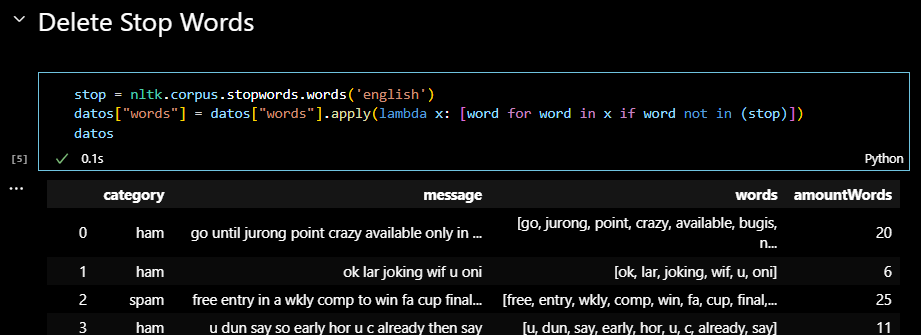 Delete Stop Words
stop = nltk.corpus.stopwords.words('english')
datos["words"] = datos["words"].apply(lambda x: [word for word in x if word not in (stop)])
datos
[5] 0.1s Python
... category message words amountWords
0 ham go until jurong point crazy available only in ... [go, jurong, point, crazy, available, bugis, n... 20
1 ham ok lar joking wif u oni [ok, lar, joking, wif, u, oni] 6
2 spam free entry in a wkly comp to win fa cup final... [free, entry, wkly, comp, win, fa, cup, final,... 25
3 ham u dun say so early hor u c already then say [u, dun, say, early, hor, u, c, already, say] 11